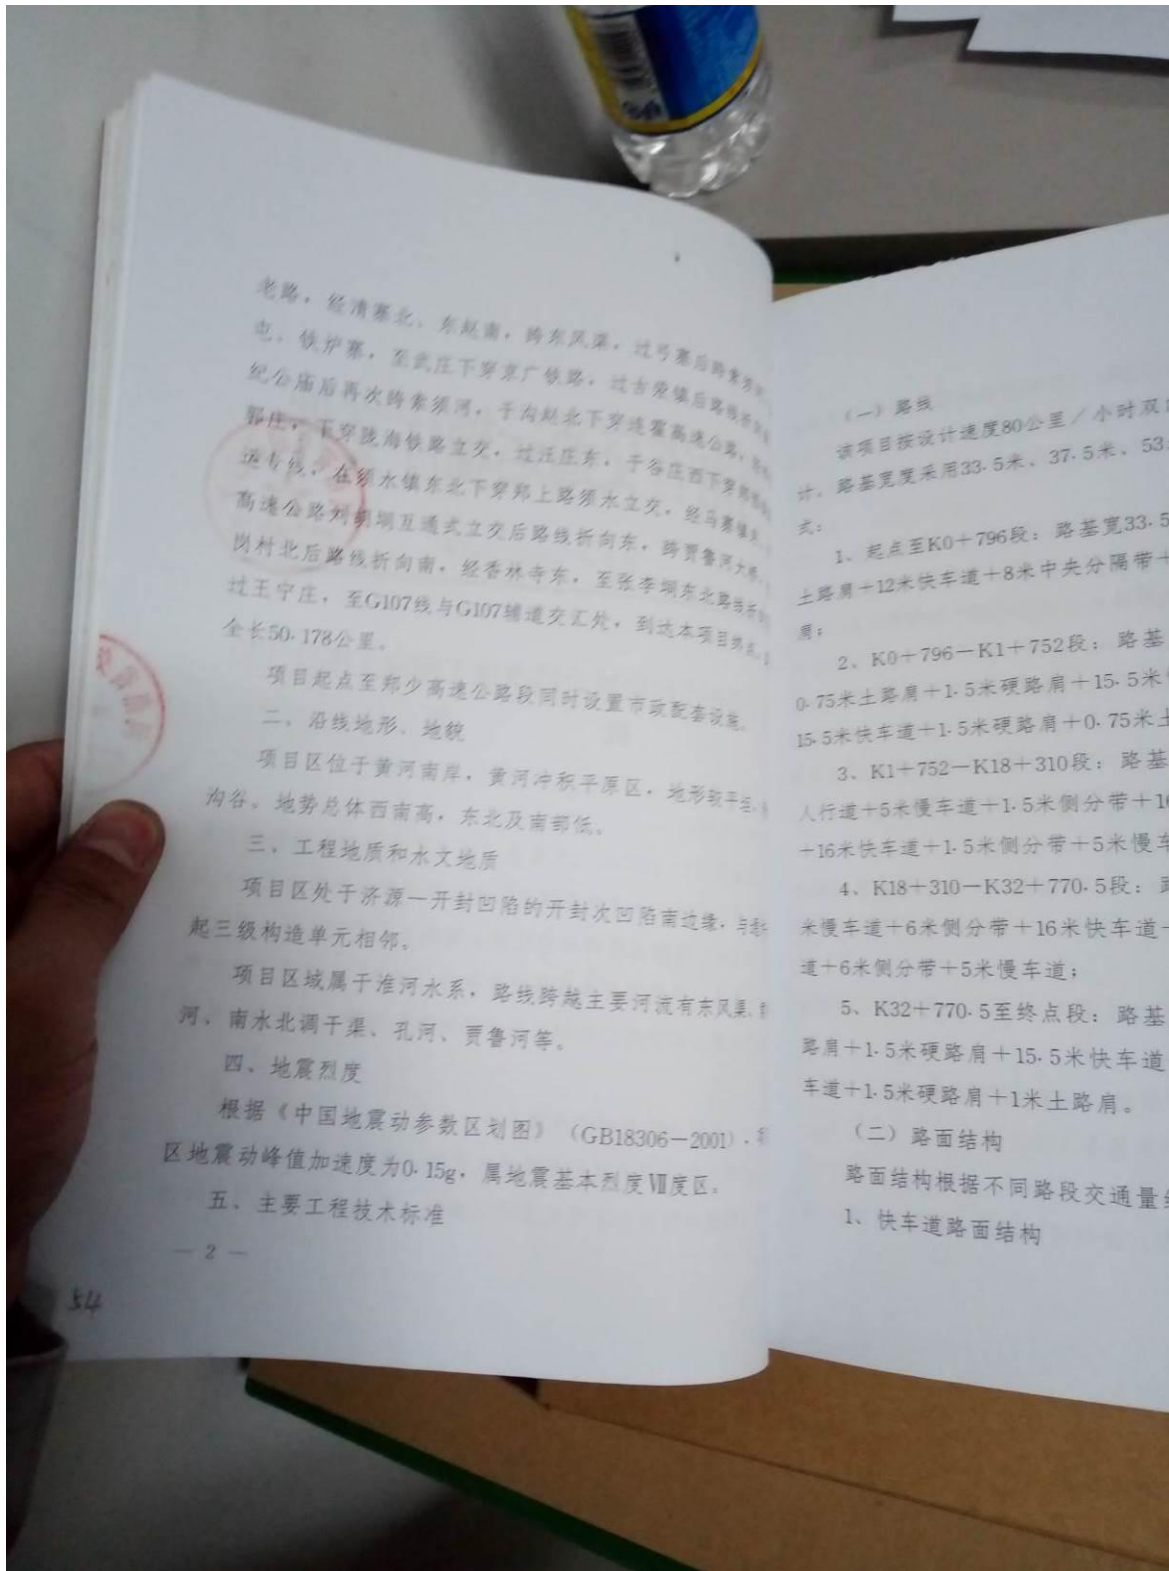 老路，经清寨北、东赵南，跨东风渠，过弓寨后跨索须
屯、铁炉寨，至武庄下穿京广铁路，过古荥镇后路线折
纪公庙后再次跨索须河，于沟赵北下穿连霍高速公路，
郭庄，下穿陇海铁路立交，过汪庄东，于谷庄西下穿郑
运专线，在须水镇东北下穿郑上路须水立交，经马寨镇
高速公路刘胡垌互通式立交后路线折向东，跨贾鲁河大桥，
岗村北后路线折向南，经杏林寺东，至张李垌东北路线折
过王宁庄，至G107线与G107辅道交汇处，到达本项目终点，
全长50.178公里。
项目起点至郑少高速公路段同时设置市政配套设施。
二、沿线地形、地貌
项目区位于黄河南岸，黄河冲积平原区，地形较平坦，
沟谷。地势总体西南高，东北及南部低。
三、工程地质和水文地质
项目区处于济源—开封凹陷的开封次凹陷南边缘，与
起三级构造单元相邻。
项目区域属于淮河水系，路线跨越主要河流有东风渠、
河、南水北调干渠、孔河、贾鲁河等。
四、地震烈度
根据《中国地震动参数区划图》（GB18306—2001），
区地震动峰值加速度为0.15g，属地震基本烈度Ⅶ度区。
五、主要工程技术标准
— 2 —
54
（一）路线
该项目按设计速度80公里／小时双
计，路基宽度采用33.5米、37.5米、53
式：
1、起点至K0＋796段：路基宽33.5
土路肩＋12米快车道＋8米中央分隔带＋
肩；
2、K0＋796—K1＋752段：路基
0.75米土路肩＋1.5米硬路肩＋15.5米
15.5米快车道＋1.5米硬路肩＋0.75米土
3、K1＋752—K18＋310段：路基
人行道＋5米慢车道＋1.5米侧分带＋16
＋16米快车道＋1.5米侧分带＋5米慢车
4、K18＋310—K32＋770.5段：
米慢车道＋6米侧分带＋16米快车道
道＋6米侧分带＋5米慢车道；
5、K32＋770.5至终点段：路基
路肩＋1.5米硬路肩＋15.5米快车道
车道＋1.5米硬路肩＋1米土路肩。
（二）路面结构
路面结构根据不同路段交通量
1、快车道路面结构